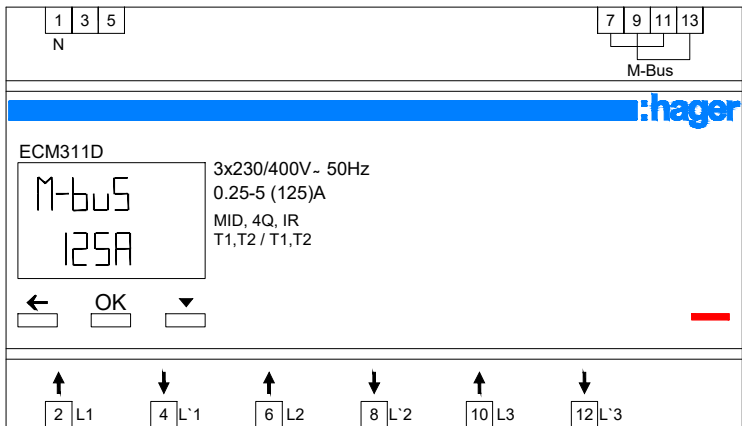 1 3 5 7 9 11 13
N
M-Bus
:hager
ECM311D
3x230/400V~ 50Hz
M-buS
0.25-5 (125)A
MID, 4Q, IR
125A
T1,T2 / T1,T2
OK
2 L1 4 L`1 6 L2 8 L`2 10 L3 12 L`3